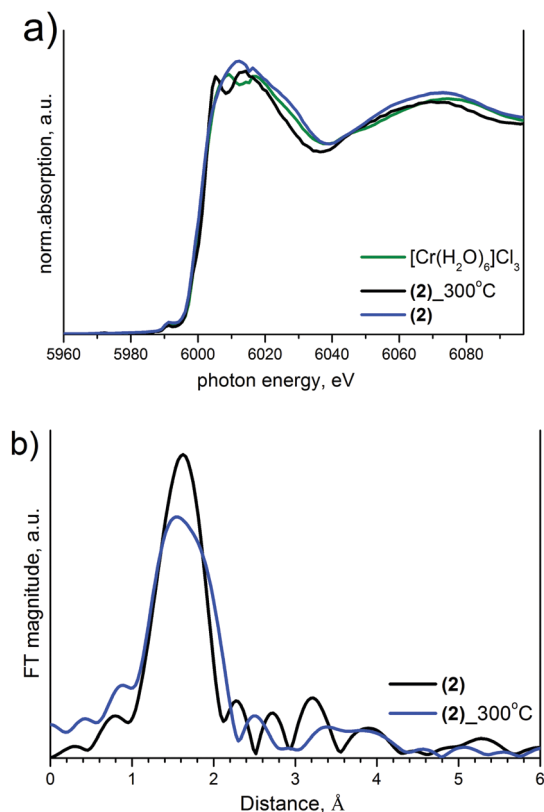 a)
norm.absorption, a.u.
[Cr(H₂O)₆]Cl₃
(2)_300°C
(2)
5960 5980 6000 6020 6040 6060 6080
photon energy, eV
b)
FT magnitude, a.u.
(2)
(2)_300°C
0 1 2 3 4 5 6
Distance, Å